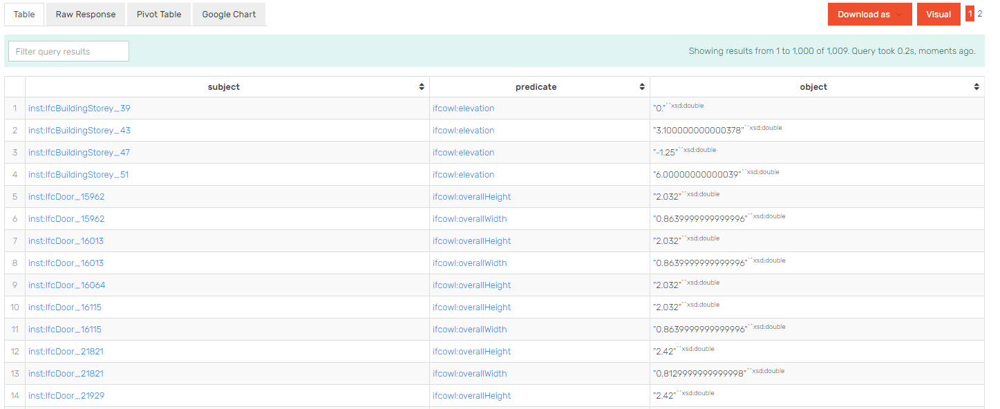 Table Raw Response Pivot Table Google Chart Download as Visual 1 2
Filter query results Showing results from 1 to 1,000 of 1,009. Query took 0.2s, moments ago.
subject predicate object
1 inst:IfcBuildingStorey_39 ifcowl:elevation "0."^^xsd:double
2 inst:IfcBuildingStorey_43 ifcowl:elevation "3.100000000000378"^^xsd:double
3 inst:IfcBuildingStorey_47 ifcowl:elevation "-1.25"^^xsd:double
4 inst:IfcBuildingStorey_51 ifcowl:elevation "6.00000000000039"^^xsd:double
5 inst:IfcDoor_15962 ifcowl:overallHeight "2.032"^^xsd:double
6 inst:IfcDoor_15962 ifcowl:overallWidth "0.8639999999999996"^^xsd:double
7 inst:IfcDoor_16013 ifcowl:overallHeight "2.032"^^xsd:double
8 inst:IfcDoor_16013 ifcowl:overallWidth "0.8639999999999996"^^xsd:double
9 inst:IfcDoor_16064 ifcowl:overallHeight "2.032"^^xsd:double
10 inst:IfcDoor_16115 ifcowl:overallHeight "2.032"^^xsd:double
11 inst:IfcDoor_16115 ifcowl:overallWidth "0.8639999999999996"^^xsd:double
12 inst:IfcDoor_21821 ifcowl:overallHeight "2.42"^^xsd:double
13 inst:IfcDoor_21821 ifcowl:overallWidth "0.8129999999999998"^^xsd:double
14 inst:IfcDoor_21929 ifcowl:overallHeight "2.42"^^xsd:double